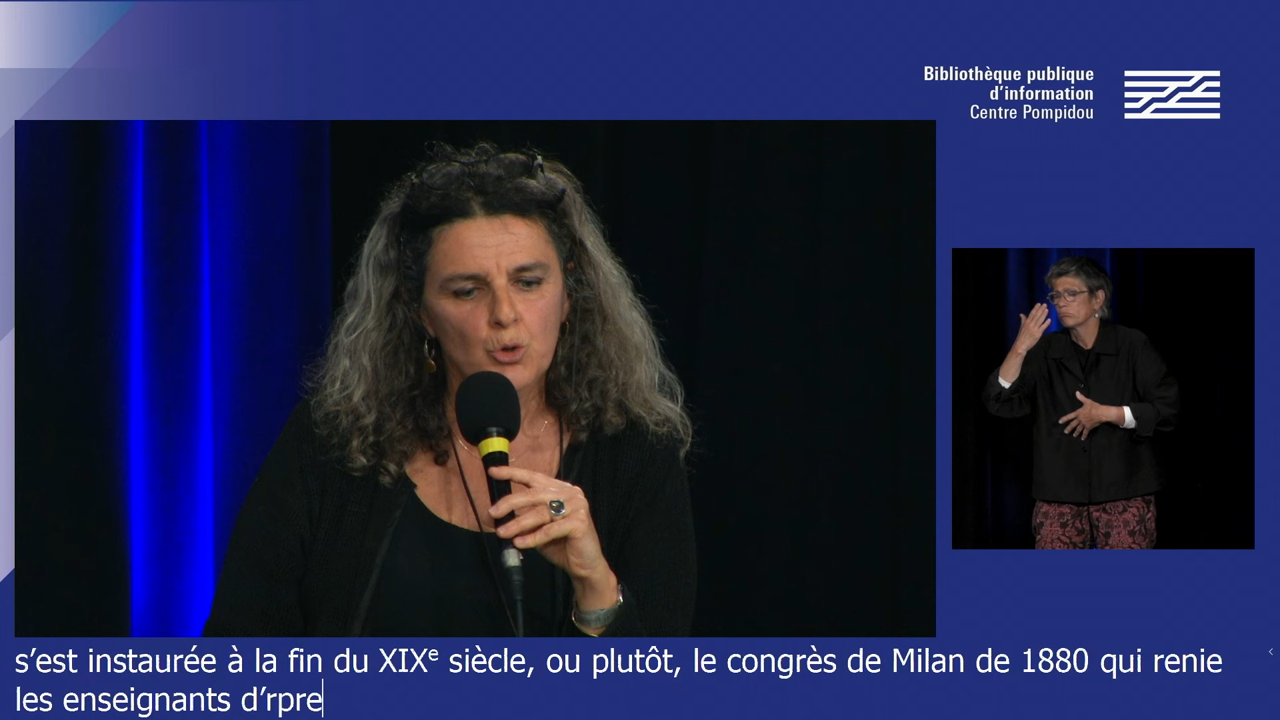 Bibliothèque publique
d’information
Centre Pompidou
s’est instaurée à la fin du XIXe siècle, ou plutôt, le congrès de Milan de 1880 qui renie
les enseignants d’rpre